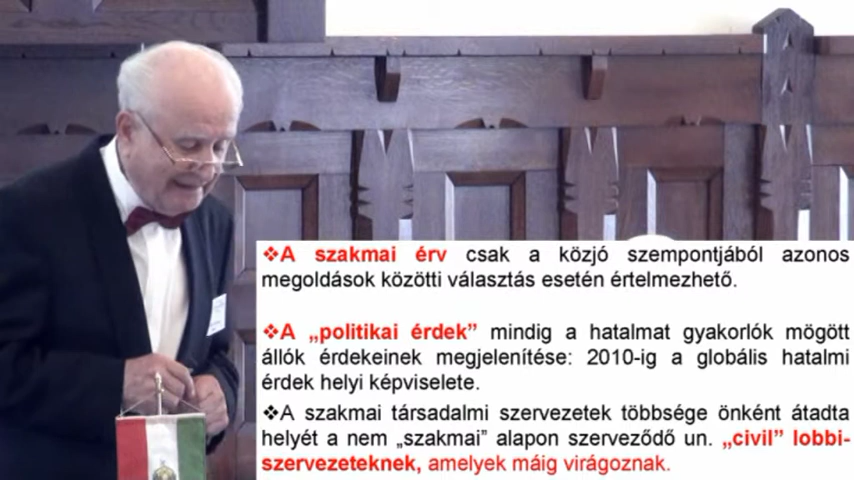 ❖A szakmai érv csak a közjó szempontjából azonos
megoldások közötti választás esetén értelmezhető.
❖A „politikai érdek” mindig a hatalmat gyakorlók mögött
állók érdekeinek megjelenítése: 2010-ig a globális hatalmi
érdek helyi képviselete.
❖A szakmai társadalmi szervezetek többsége önként átadta
helyét a nem „szakmai” alapon szerveződő un. „civil” lobbi-
szervezeteknek, amelyek máig virágoznak.